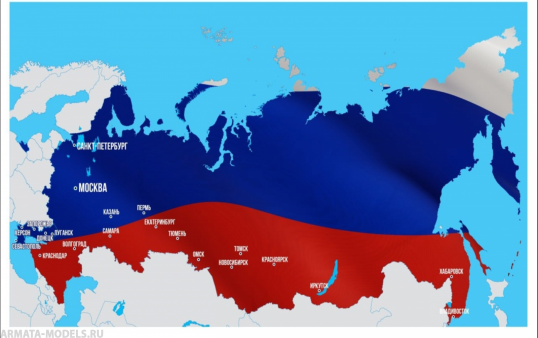 САНКТ-ПЕТЕРБУРГ
МОСКВА
КАЗАНЬ
ПЕРМЬ
ЕКАТЕРИНБУРГ
САМАРА
ТЮМЕНЬ
ХЕРСОН
ЛУГАНСК
ДОНЕЦК
СЕВАСТОПОЛЬ
ВОЛГОГРАД
КРАСНОДАР
ОМСК
ТОМСК
НОВОСИБИРСК
КРАСНОЯРСК
ИРКУТСК
ХАБАРОВСК
ВЛАДИВОСТОК
ARMATA-MODELS.RU